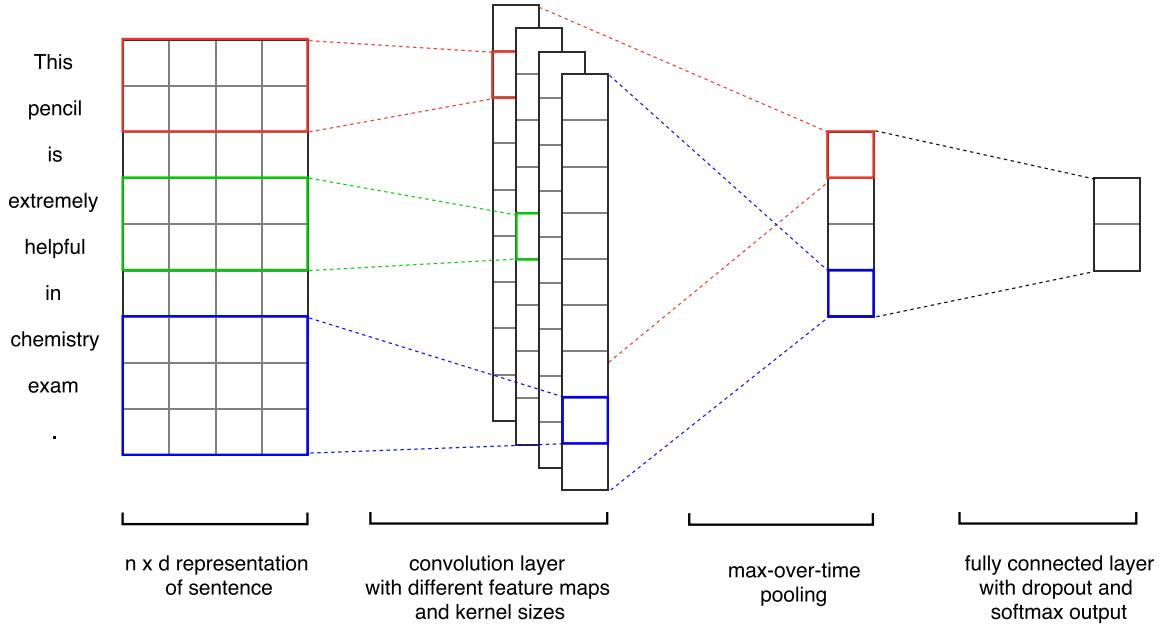 This
pencil
is
extremely
helpful
in
chemistry
exam
.
n x d representation
of sentence
convolution layer
with different feature maps
and kernel sizes
max-over-time
pooling
fully connected layer
with dropout and
softmax output